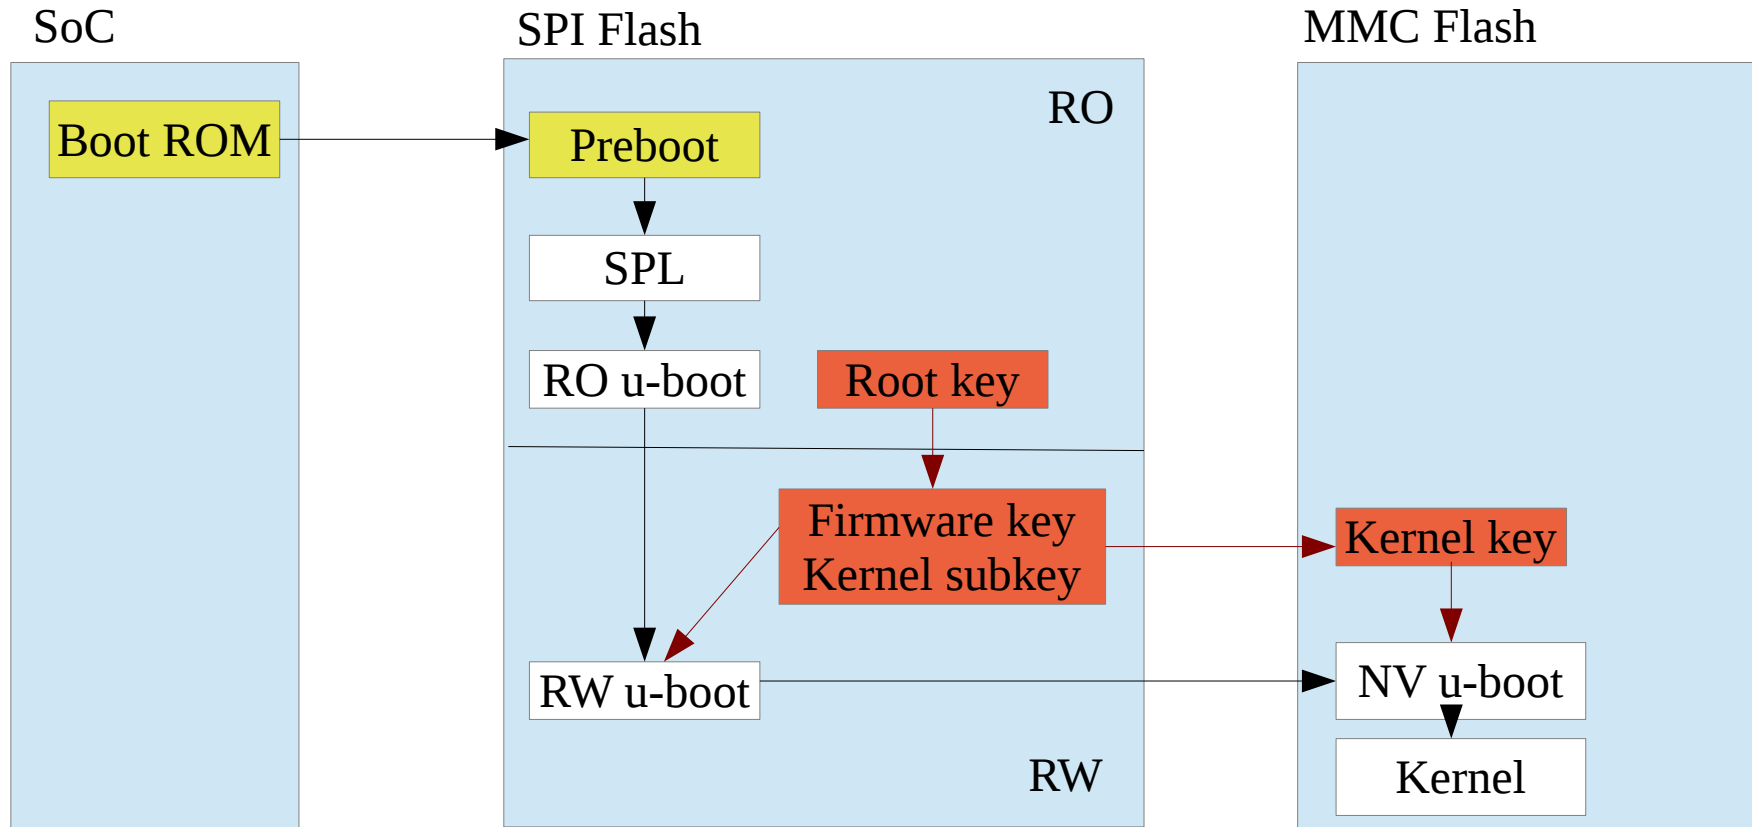 SoC
SPI Flash
MMC Flash
RO
Boot ROM
Preboot
SPL
RO u-boot
Root key
Firmware key
Kernel subkey
Kernel key
RW u-boot
NV u-boot
RW
Kernel